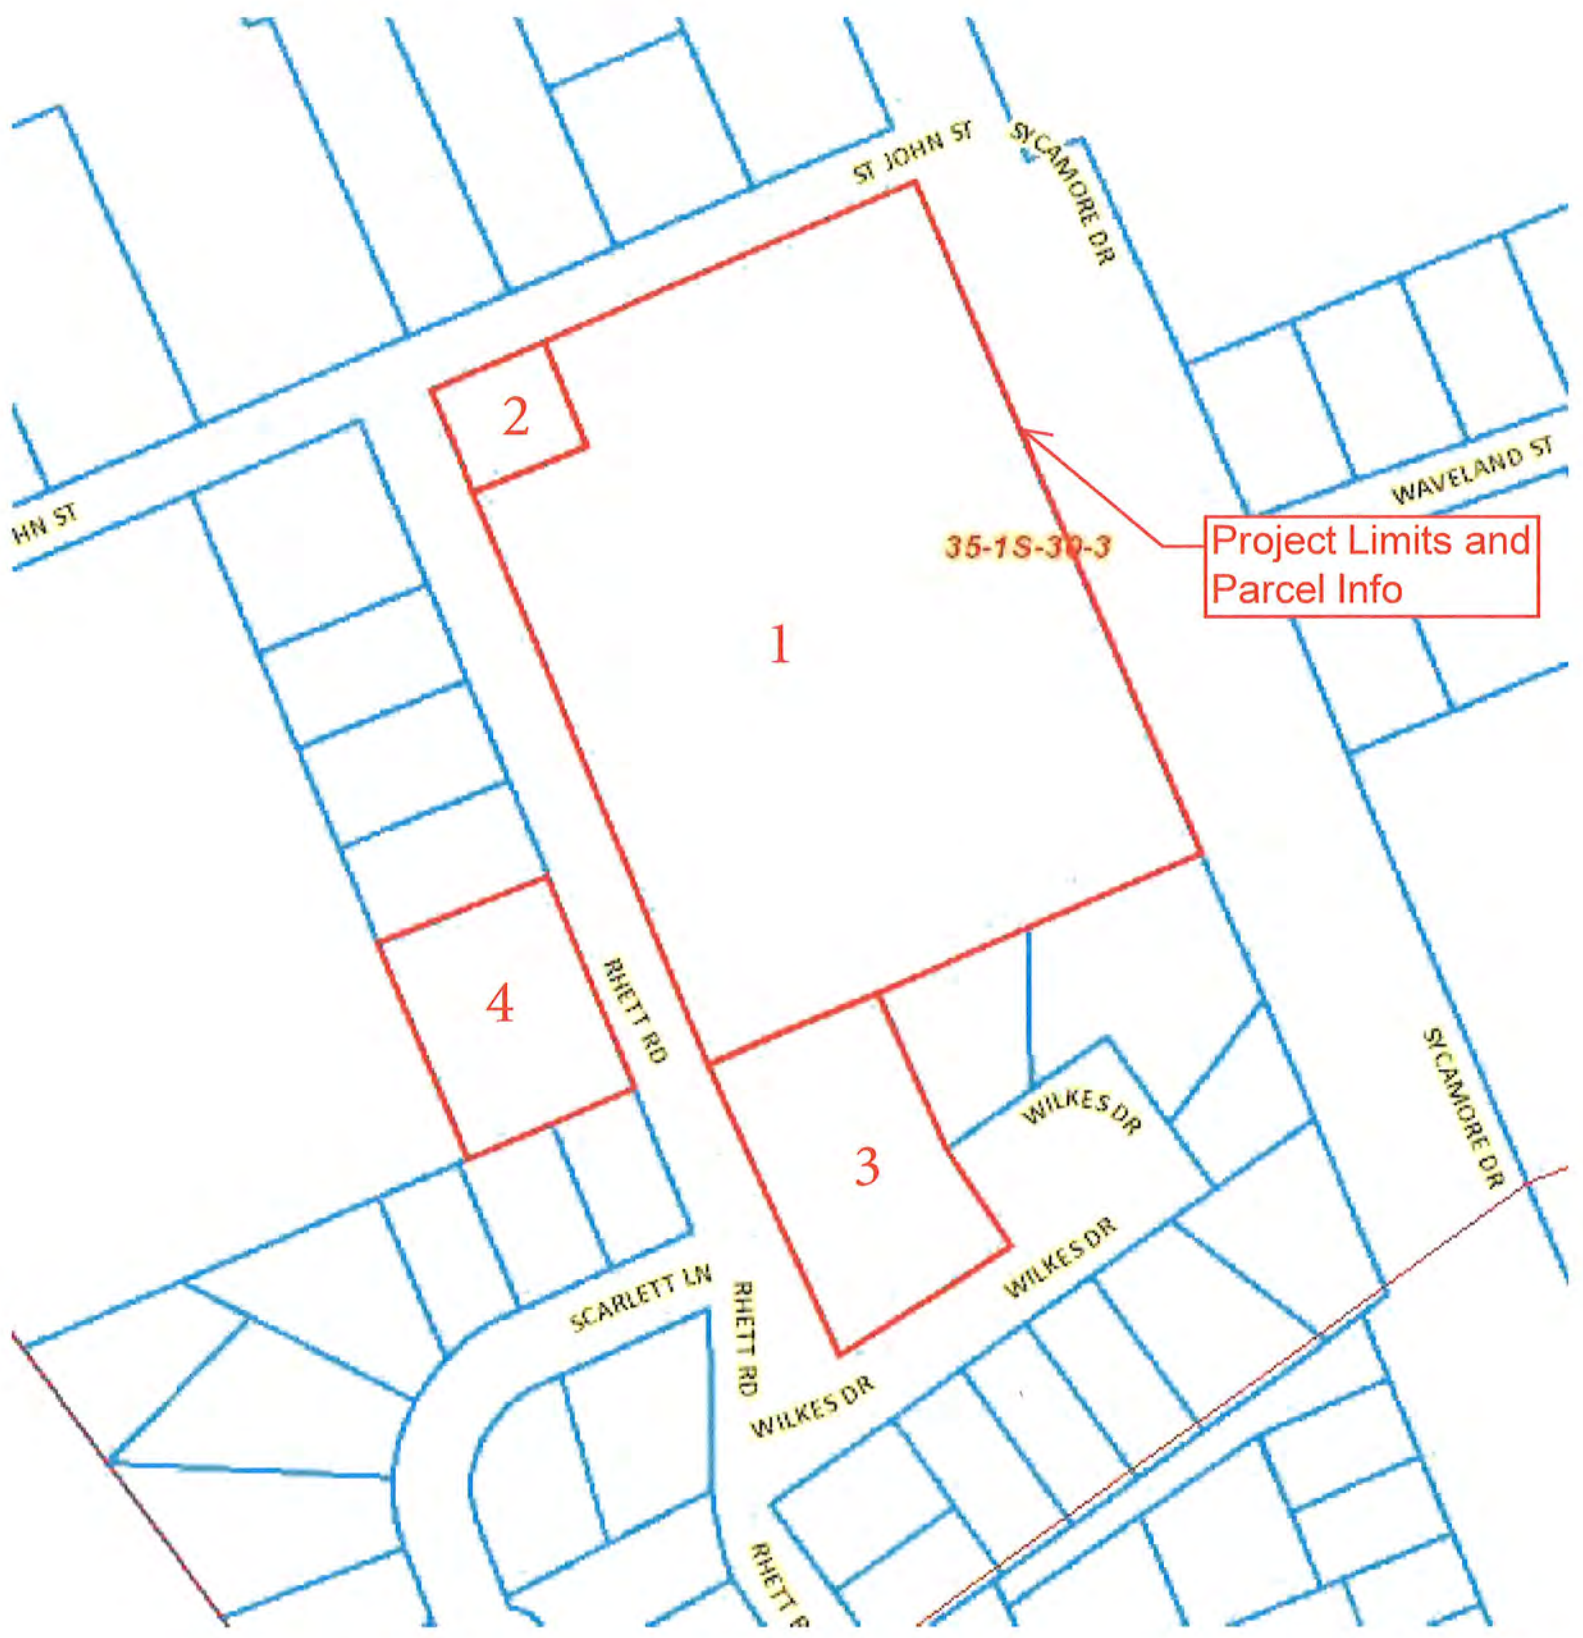 ST JOHN ST
SYCAMORE DR
2
WAVELAND ST
HN ST
35-1S-30-3
Project Limits and
Parcel Info
1
4
RHETT RD
WILKES DR
SYCAMORE DR
3
WILKES DR
SCARLETT LN
RHETT RD
WILKES DR
RHETT R